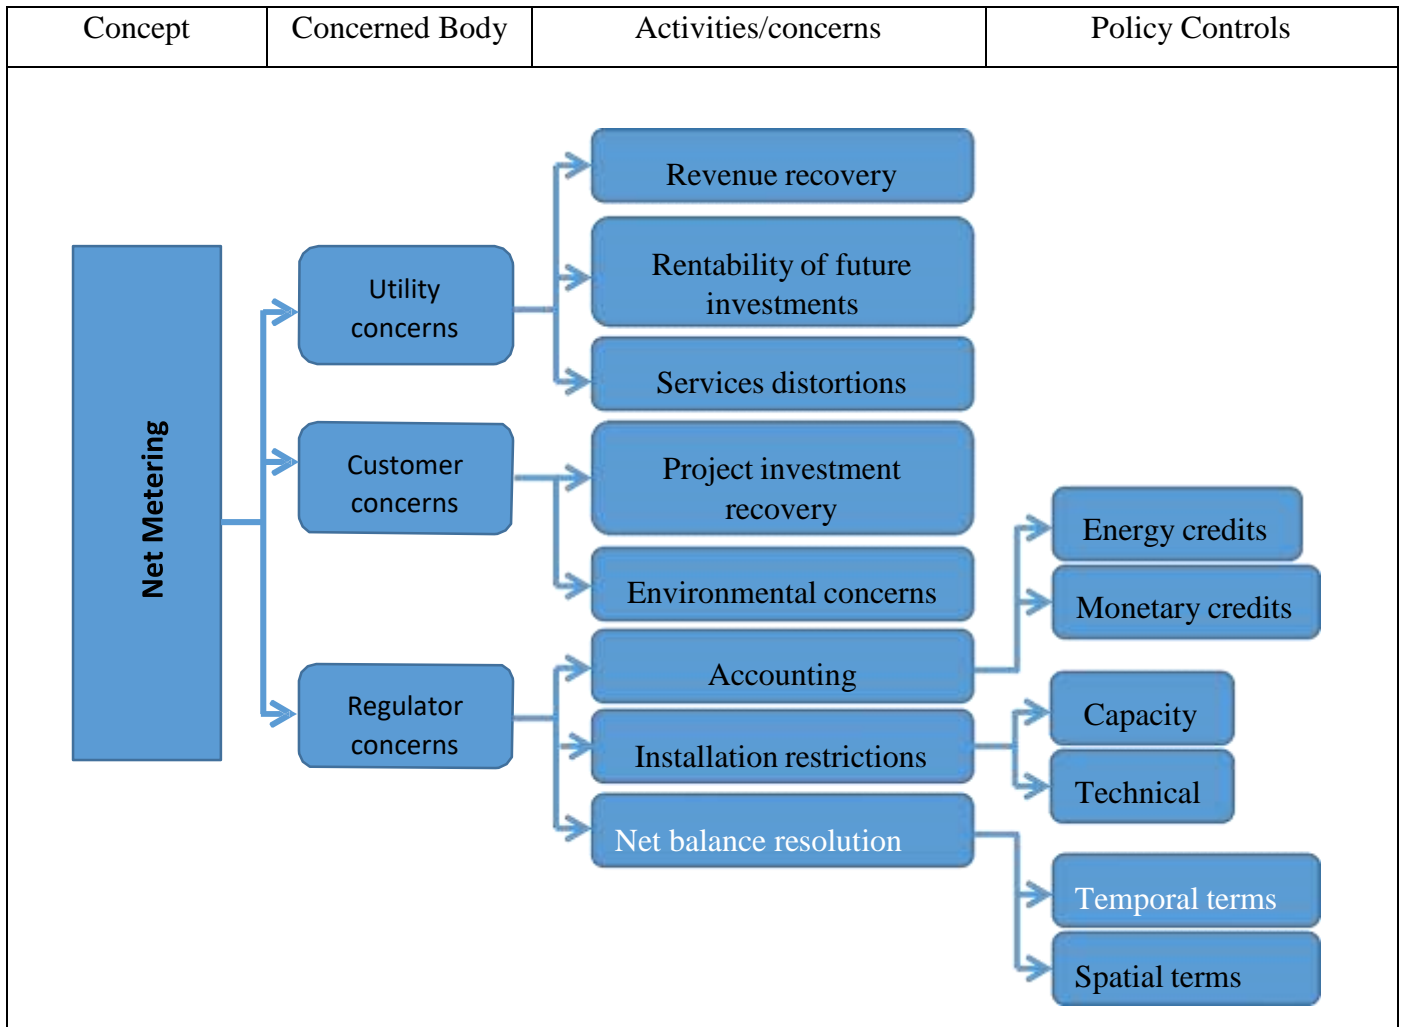 Concept
Concerned Body
Activities/concerns
Policy Controls
Net Metering
Utility
concerns
Customer
concerns
Regulator
concerns
Revenue recovery
Rentability of future
investments
Services distortions
Project investment
recovery
Environmental concerns
Accounting
Installation restrictions
Net balance resolution
Energy credits
Monetary credits
Capacity
Technical
Temporal terms
Spatial terms